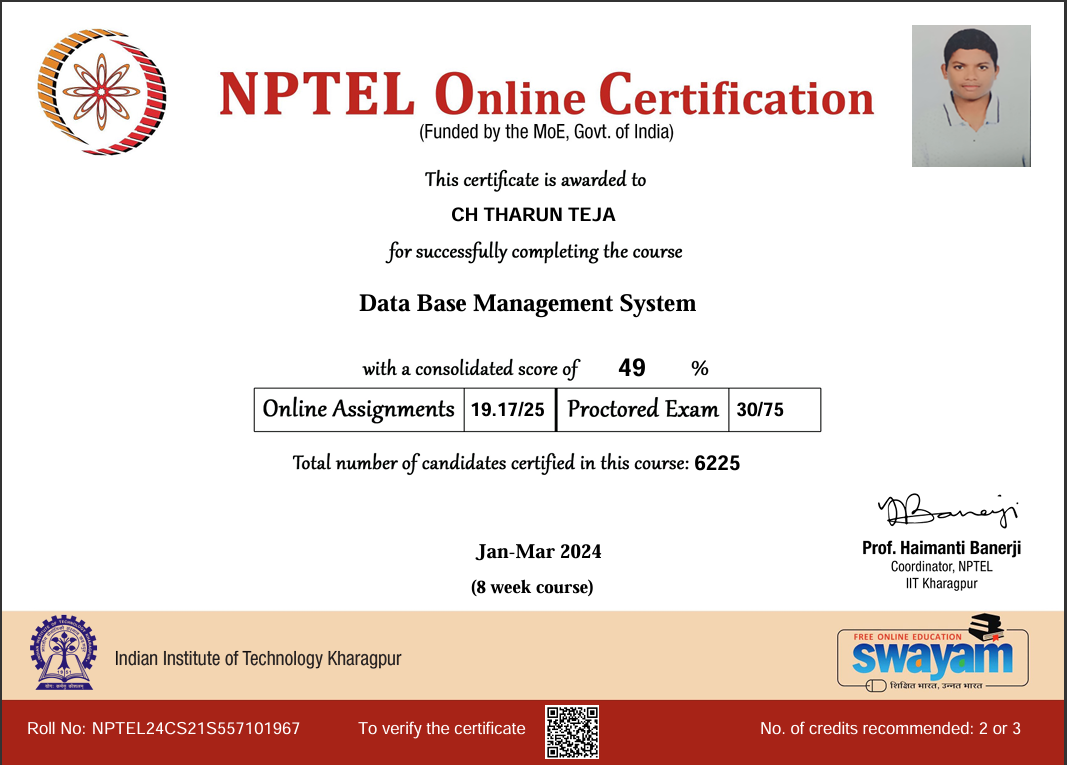 NPTEL Online Certification
(Funded by the MoE, Govt. of India)
This certificate is awarded to
CH THARUN TEJA
for successfully completing the course
Data Base Management System
with a consolidated score of 49 %
Online Assignments 19.17/25 Proctored Exam 30/75
Total number of candidates certified in this course: 6225
Jan-Mar 2024
(8 week course)
Prof. Haimanti Banerji
Coordinator, NPTEL
IIT Kharagpur
Indian Institute of Technology Kharagpur
FREE ONLINE EDUCATION
swayam
शिक्षित भारत, उन्नत भारत
Roll No: NPTEL24CS21S557101967 To verify the certificate No. of credits recommended: 2 or 3